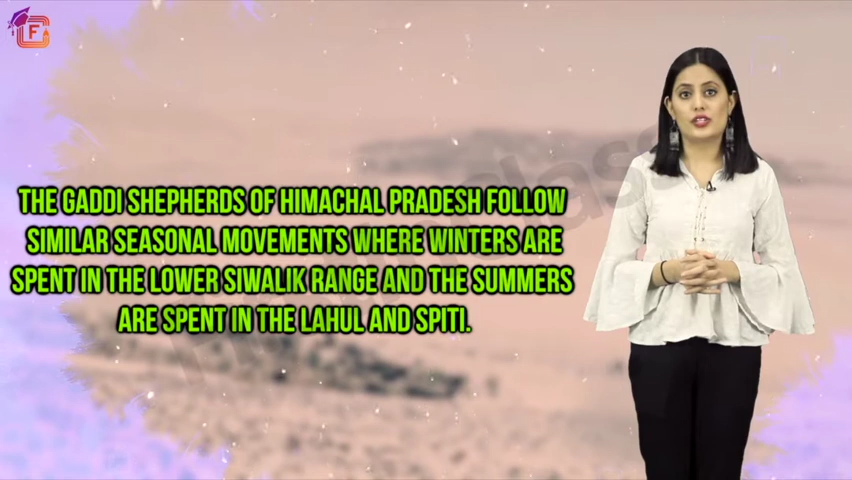 F
THE GADDI SHEPHERDS OF HIMACHAL PRADESH FOLLOW
SIMILAR SEASONAL MOVEMENTS WHERE WINTERS ARE
SPENT IN THE LOWER SIWALIK RANGE AND THE SUMMERS
ARE SPENT IN THE LAHUL AND SPITI.